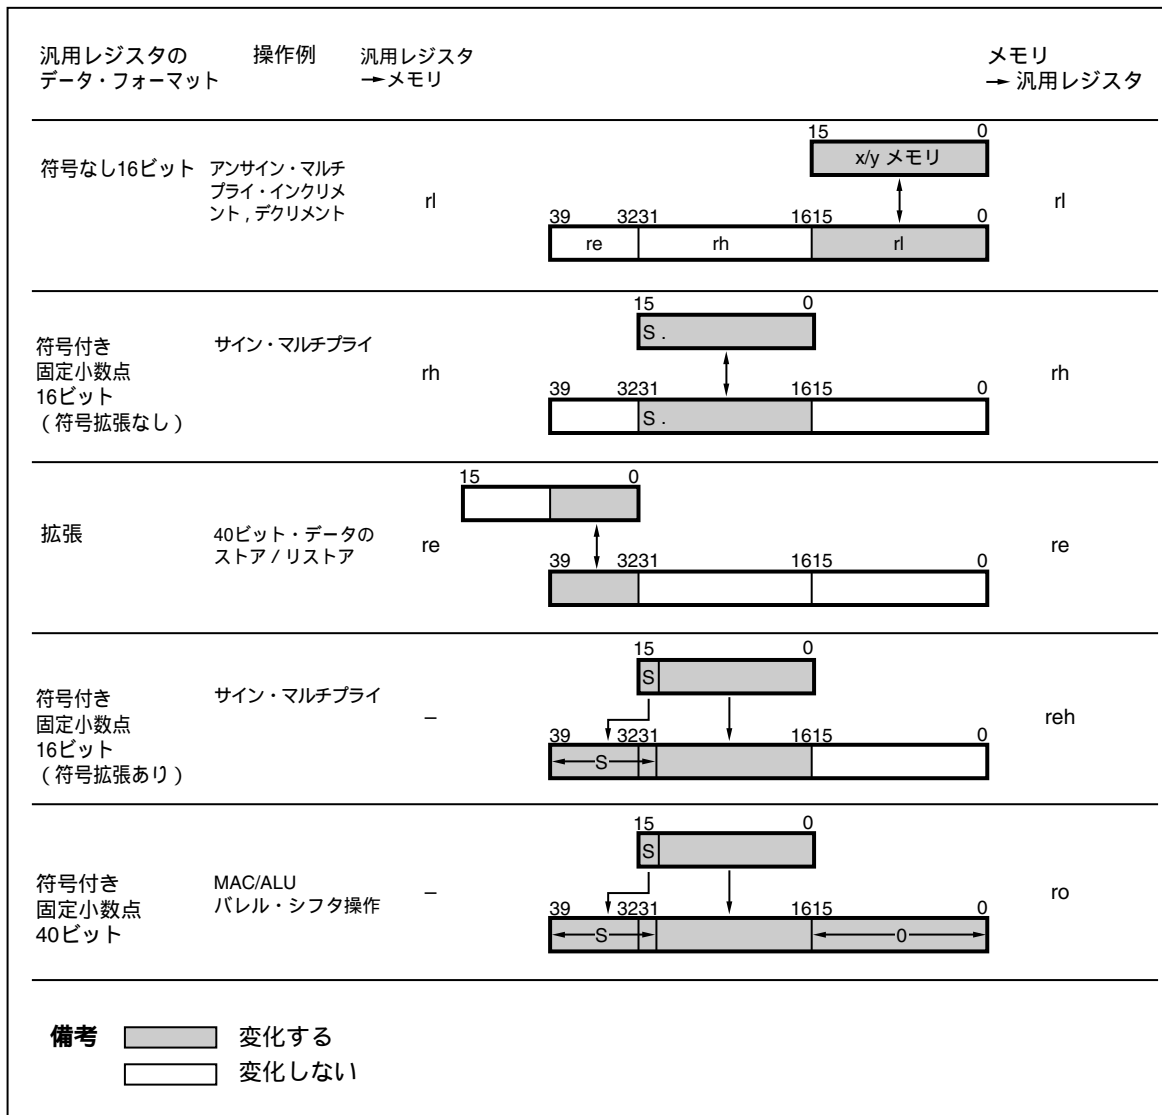 汎用レジスタの
データ・フォーマット
操作例
汎用レジスタ
→メモリ
メモリ
→ 汎用レジスタ
符号なし16ビット
アンサイン・マルチ
プライ・インクリメ
ント , デクリメント
rl
15 0
x/y メモリ
39 3231 1615 0
re rh rl
rl
符号付き
固定小数点
16ビット
( 符号拡張なし )
サイン・マルチプライ
rh
15 0
S .
39 3231 1615 0
S .
rh
拡張
40ビット・データの
ストア / リストア
re
15 0
39 3231 1615 0
re
符号付き
固定小数点
16ビット
( 符号拡張あり )
サイン・マルチプライ
–
15 0
S
39 3231 1615 0
S
reh
符号付き
固定小数点
40ビット
MAC/ALU
バレル・シフタ操作
–
15 0
S
39 3231 1615 0
S 0
ro
備考 変化する
変化しない